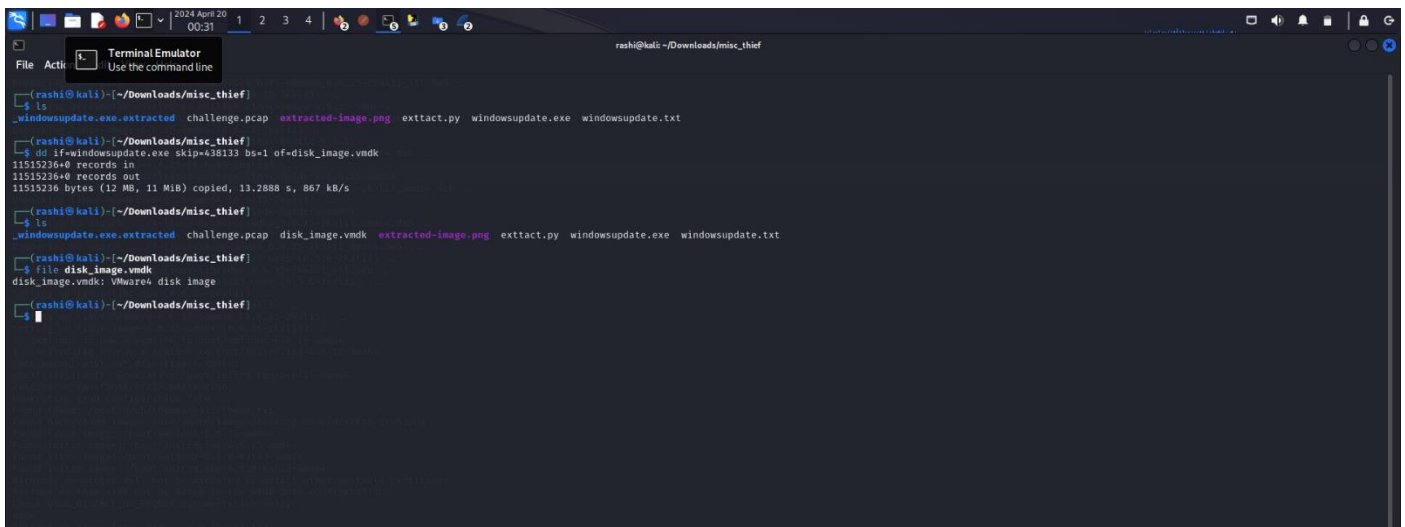 2024 April 20
00:31
1 2 3 4
2 5 3 2
rashi@kali: ~/Downloads/misc_thief
Terminal Emulator
Use the command line
File
┌──(rashi㉿kali)-[~/Downloads/misc_thief]
└─$ ls
_windowsupdate.exe.extracted challenge.pcap extracted-image.png exttact.py windowsupdate.exe windowsupdate.txt
┌──(rashi㉿kali)-[~/Downloads/misc_thief]
└─$ dd if=windowsupdate.exe skip=438133 bs=1 of=disk_image.vmdk
11515236+0 records in
11515236+0 records out
11515236 bytes (12 MB, 11 MiB) copied, 13.2888 s, 867 kB/s
┌──(rashi㉿kali)-[~/Downloads/misc_thief]
└─$ ls
_windowsupdate.exe.extracted challenge.pcap disk_image.vmdk extracted-image.png exttact.py windowsupdate.exe windowsupdate.txt
┌──(rashi㉿kali)-[~/Downloads/misc_thief]
└─$ file disk_image.vmdk
disk_image.vmdk: VMware4 disk image
┌──(rashi㉿kali)-[~/Downloads/misc_thief]
└─$